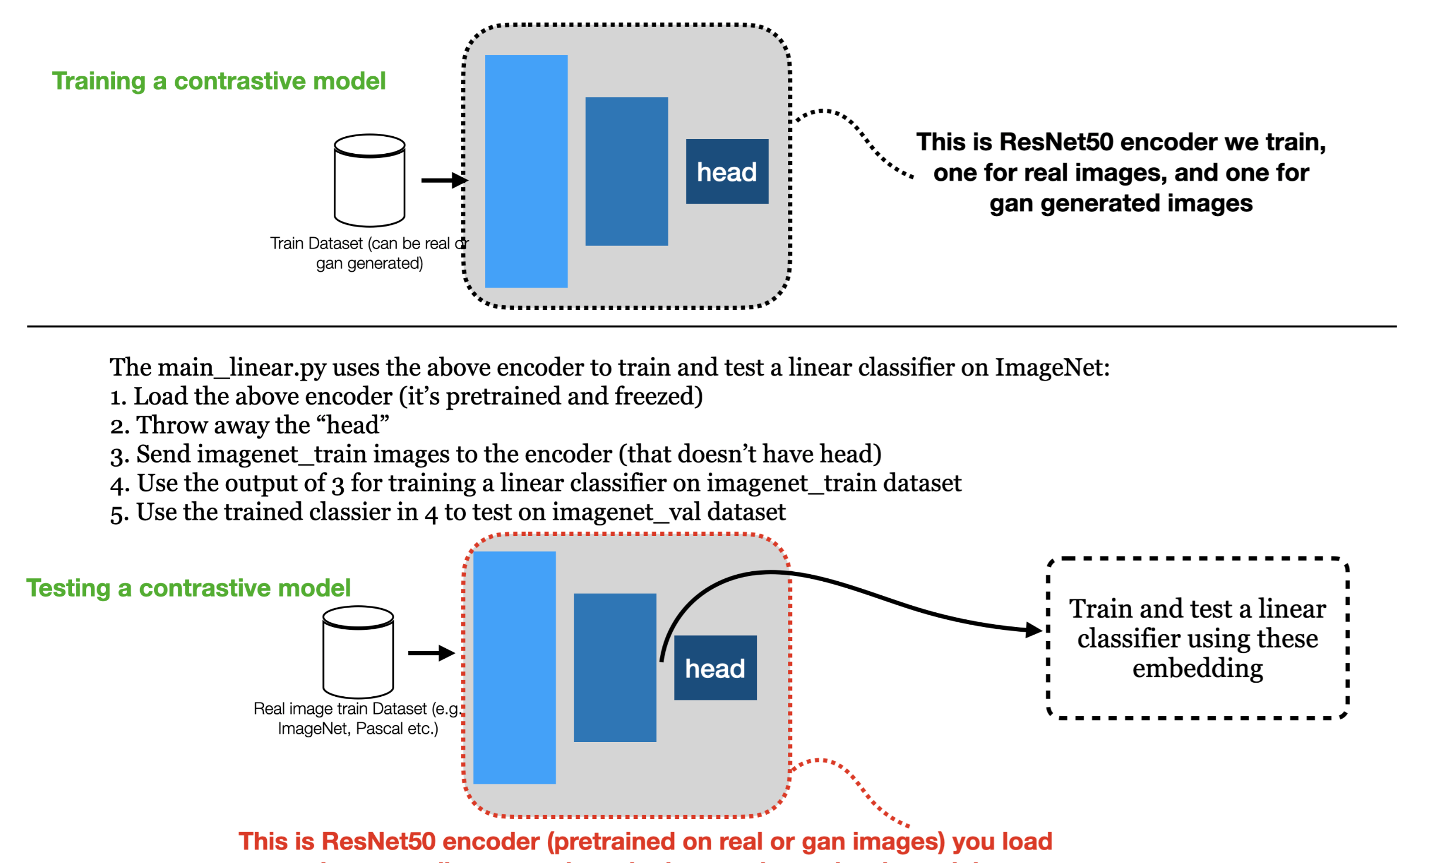 Training a contrastive model
head
This is ResNet50 encoder we train,
one for real images, and one for
gan generated images
Train Dataset (can be real or
gan generated)
The main_linear.py uses the above encoder to train and test a linear classifier on ImageNet:
1. Load the above encoder (it’s pretrained and freezed)
2. Throw away the “head”
3. Send imagenet_train images to the encoder (that doesn’t have head)
4. Use the output of 3 for training a linear classifier on imagenet_train dataset
5. Use the trained classier in 4 to test on imagenet_val dataset
Testing a contrastive model
head
Train and test a linear
classifier using these
embedding
Real image train Dataset (e.g.
ImageNet, Pascal etc.)
This is ResNet50 encoder (pretrained on real or gan images) you load